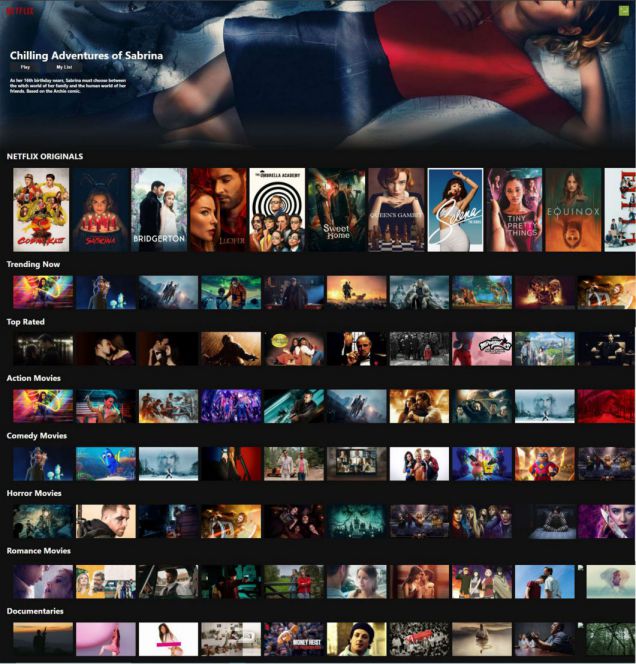 NETFLIX
Chilling Adventures of Sabrina
Play My List
As her 16th birthday nears, Sabrina must choose between
the witch world of her family and the human world of her
friends. Based on the Archie comic.
NETFLIX ORIGINALS
COBRA KAI
SABRINA
BRIDGERTON
LUCIFER
THE UMBRELLA ACADEMY
Sweet
Home
QUEEN'S GAMBIT
Selena
TINY
PRETTY
THINGS
EQUINOX
Trending Now
Top Rated
Action Movies
Comedy Movies
Horror Movies
Romance Movies
Documentaries
MONEY HEIST